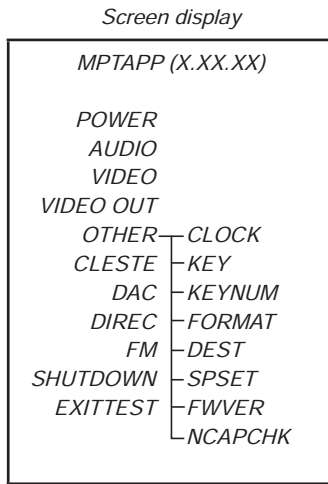 Screen display
MPTAPP (X.XX.XX)
POWER
AUDIO
VIDEO
VIDEO OUT
OTHER CLOCK
CLESTE KEY
DAC KEYNUM
DIREC FORMAT
FM DEST
SHUTDOWN SPSET
EXITTEST FWVER
NCAPCHK